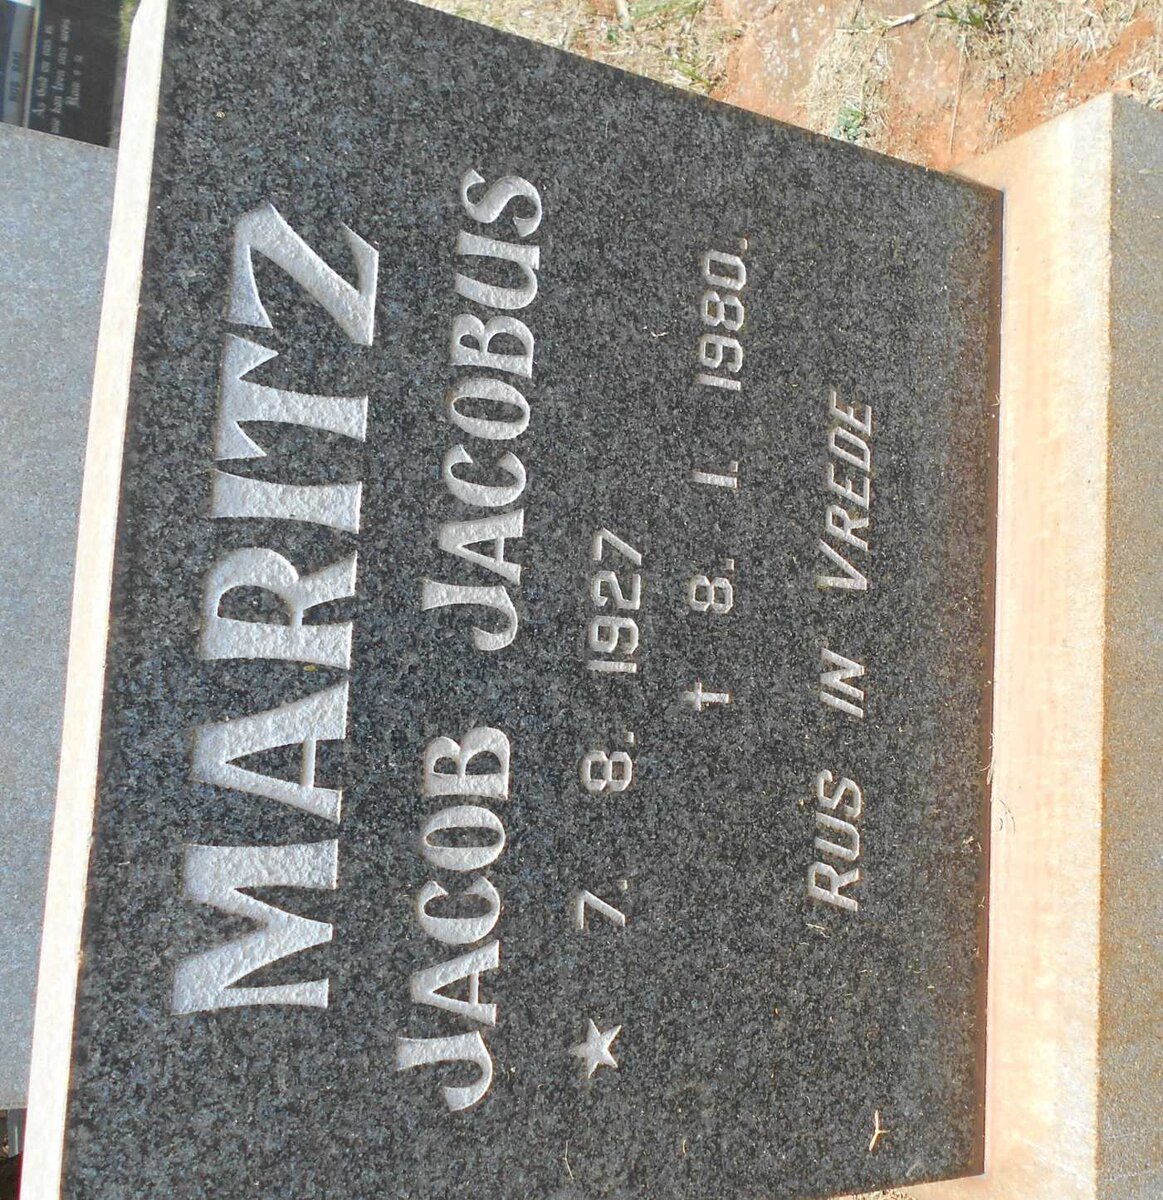 MARITZ
JACOB JACOBUS
★ 7. 8. 1927
† 8. 1. 1980.
RUS IN VREDE